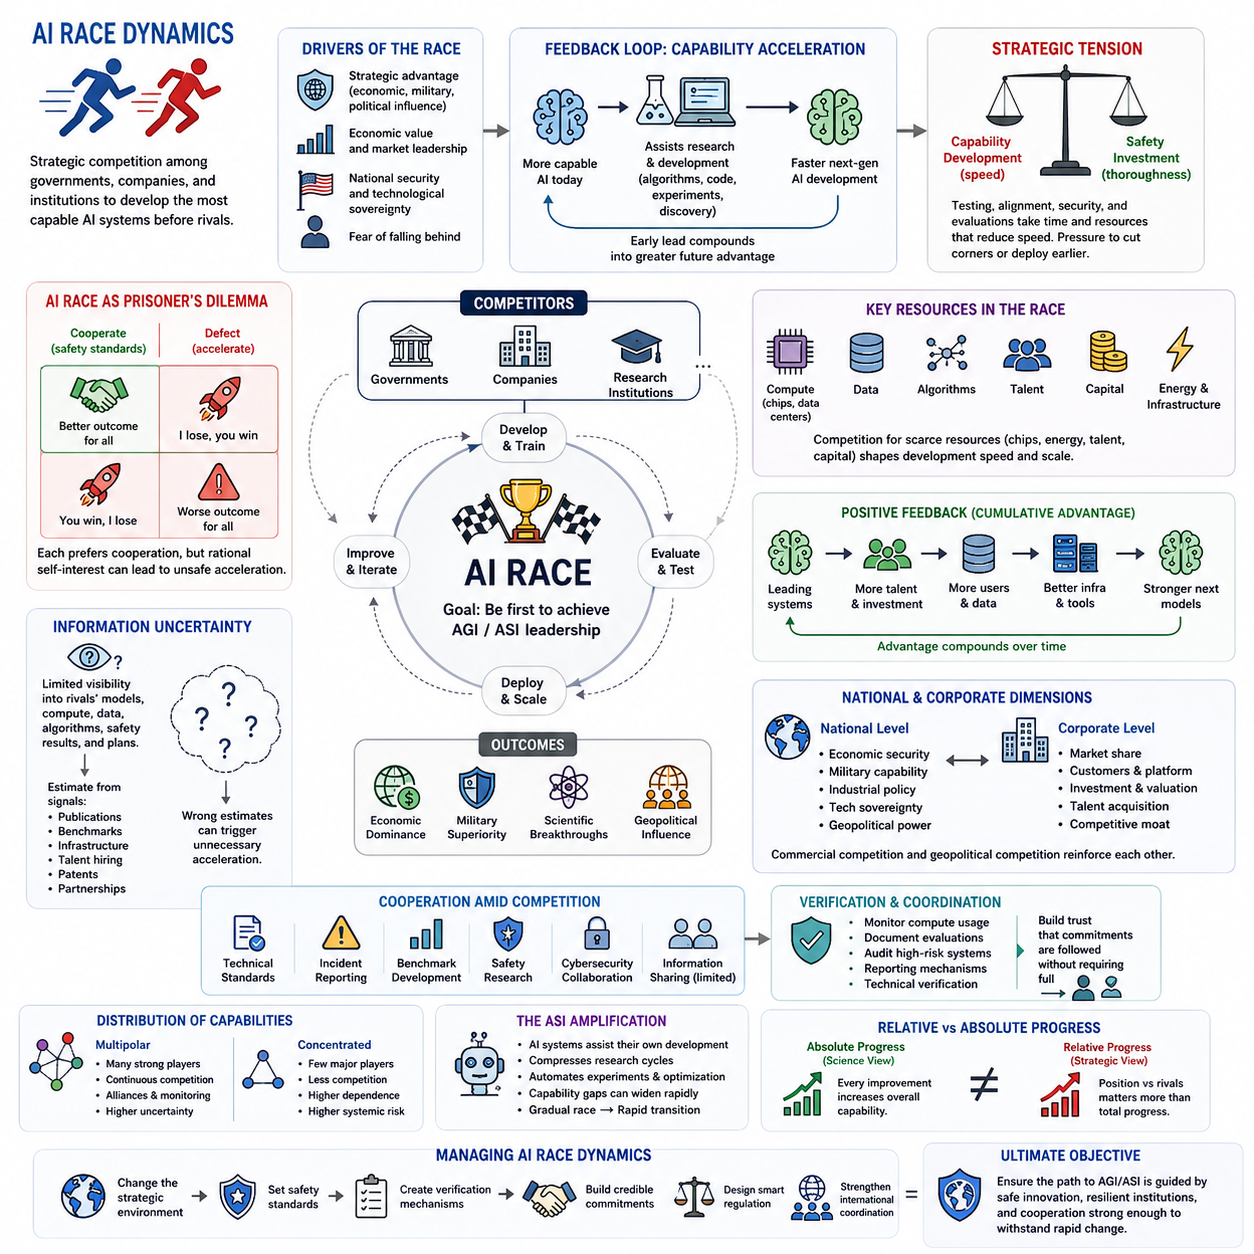 AI RACE DYNAMICS
Strategic competition among
governments, companies, and
institutions to develop the most
capable AI systems before rivals.
DRIVERS OF THE RACE
Strategic advantage
(economic, military,
political influence)
Economic value
and market leadership
National security
and technological
sovereignty
Fear of falling behind
FEEDBACK LOOP: CAPABILITY ACCELERATION
More capable
AI today
Assists research
& development
(algorithms, code,
experiments,
discovery)
Faster next-gen
AI development
Early lead compounds
into greater future advantage
STRATEGIC TENSION
Capability
Development
(speed)
Safety
Investment
(thoroughness)
Testing, alignment, security, and
evaluations take time and resources
that reduce speed. Pressure to cut
corners or deploy earlier.
AI RACE AS PRISONER'S DILEMMA
Cooperate
(safety standards)
Defect
(accelerate)
Better outcome
for all
I lose, you win
You win, I lose
Worse outcome
for all
Each prefers cooperation, but rational
self-interest can lead to unsafe acceleration.
COMPETITORS
Governments
Companies
Research
Institutions
...
Develop
& Train
Improve
& Iterate
Evaluate
& Test
Deploy
& Scale
AI RACE
Goal: Be first to achieve
AGI / ASI leadership
KEY RESOURCES IN THE RACE
Compute
(chips, data
centers)
Data
Algorithms
Talent
Capital
Energy &
Infrastructure
Competition for scarce resources (chips, energy, talent,
capital) shapes development speed and scale.
POSITIVE FEEDBACK (CUMULATIVE ADVANTAGE)
Leading
systems
More talent
& investment
More users
& data
Better infra
& tools
Stronger next
models
Advantage compounds over time
INFORMATION UNCERTAINTY
? ?
Limited visibility
into rivals' models,
compute, data,
algorithms, safety
results, and plans.
Estimate from
signals:
• Publications
• Benchmarks
• Infrastructure
• Talent hiring
• Patents
• Partnerships
?
? ?
?
Wrong estimates
can trigger
unnecessary
acceleration.
OUTCOMES
$
Economic
Dominance
Military
Superiority
Scientific
Breakthroughs
Geopolitical
Influence
NATIONAL & CORPORATE DIMENSIONS
National Level
• Economic security
• Military capability
• Industrial policy
• Tech sovereignty
• Geopolitical power
Corporate Level
• Market share
• Customers & platform
• Investment & valuation
• Talent acquisition
• Competitive moat
Commercial competition and geopolitical competition reinforce each other.
COOPERATION AMID COMPETITION
Technical
Standards
Incident
Reporting
Benchmark
Development
Safety
Research
Cybersecurity
Collaboration
Information
Sharing (limited)
VERIFICATION & COORDINATION
• Monitor compute usage
• Document evaluations
• Audit high-risk systems
• Reporting mechanisms
• Technical verification
Build trust
that commitments
are followed
without requiring
full
DISTRIBUTION OF CAPABILITIES
Multipolar
• Many strong players
• Continuous competition
• Alliances & monitoring
• Higher uncertainty
Concentrated
• Few major players
• Less competition
• Higher dependence
• Higher systemic risk
THE ASI AMPLIFICATION
• AI systems assist their own development
• Compresses research cycles
• Automates experiments & optimization
• Capability gaps can widen rapidly
• Gradual race → Rapid transition
RELATIVE vs ABSOLUTE PROGRESS
Absolute Progress
(Science View)
Every improvement
increases overall
capability.
≠
Relative Progress
(Strategic View)
Position vs rivals
matters more than
total progress.
MANAGING AI RACE DYNAMICS
Change the
strategic
environment
Set safety
standards
Create verification
mechanisms
Build credible
commitments
Design smart
regulation
Strengthen
international
coordination
=
ULTIMATE OBJECTIVE
Ensure the path to AGI/ASI is guided by
safe innovation, resilient institutions,
and cooperation strong enough to
withstand rapid change.